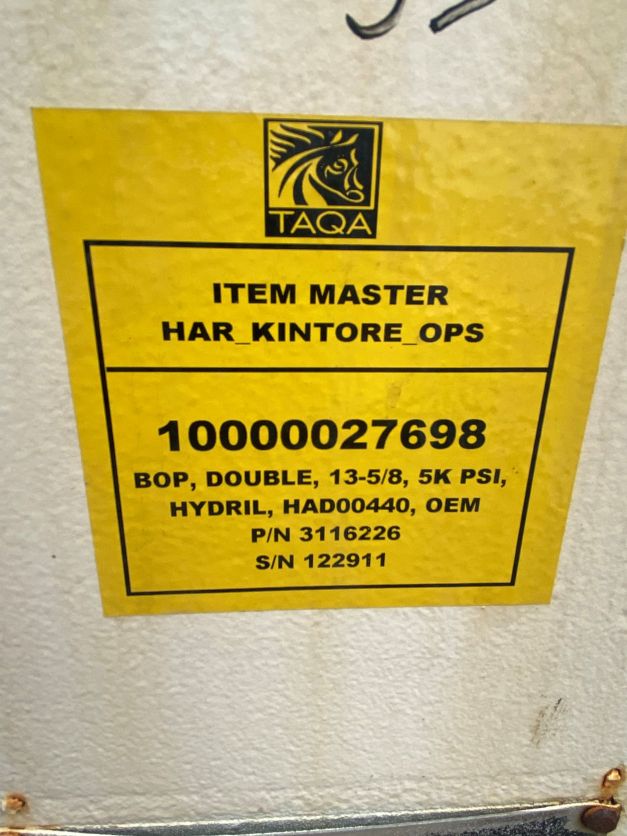 TAQA
ITEM MASTER
HAR_KINTORE_OPS
10000027698
BOP, DOUBLE, 13-5/8, 5K PSI,
HYDRIL, HAD00440, OEM
P/N 3116226
S/N 122911